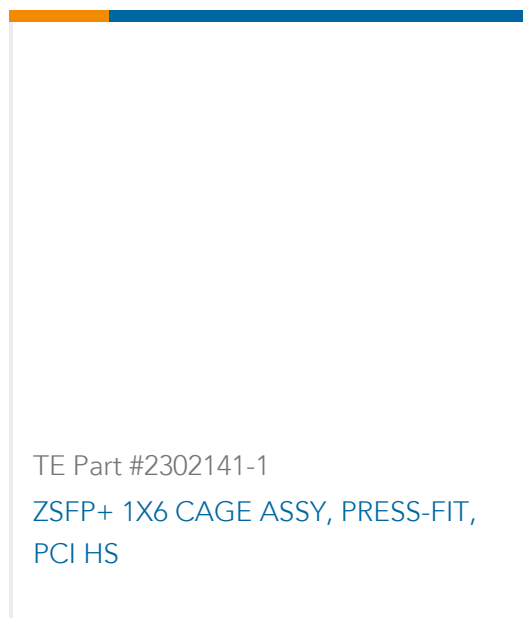 TE Part #2302141-1
ZSFP+ 1X6 CAGE ASSY, PRESS-FIT,
PCI HS